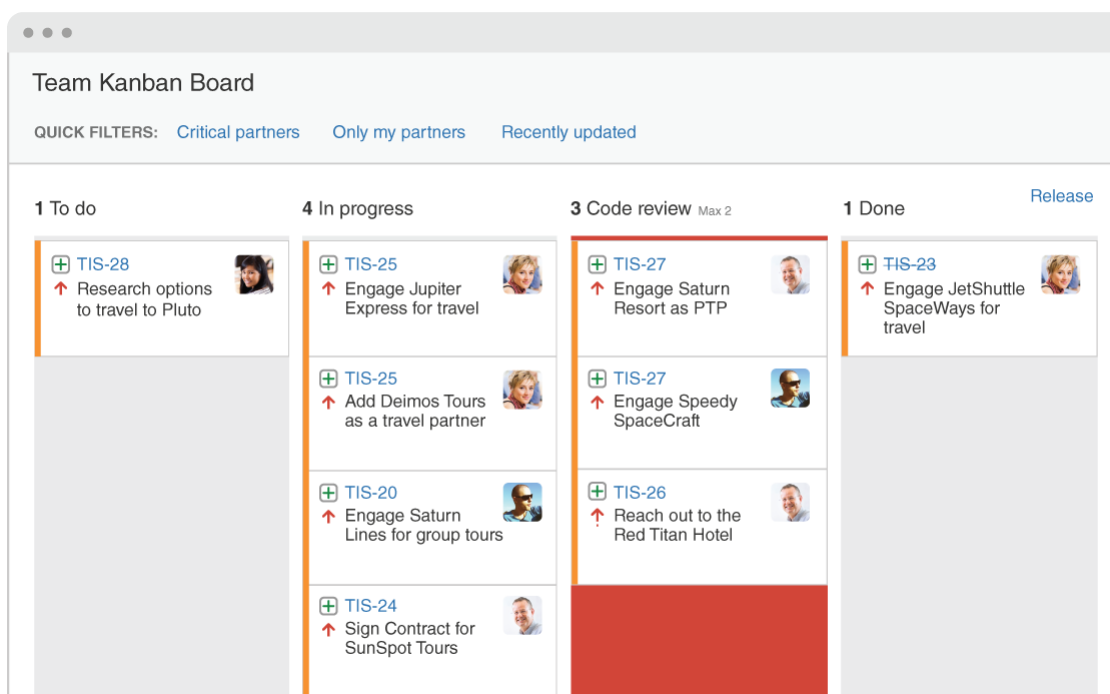 Team Kanban Board
QUICK FILTERS: Critical partners Only my partners Recently updated
Release
1 To do
TIS-28
Research options
to travel to Pluto
4 In progress
TIS-25
Engage Jupiter
Express for travel
TIS-25
Add Deimos Tours
as a travel partner
TIS-20
Engage Saturn
Lines for group tours
TIS-24
Sign Contract for
SunSpot Tours
3 Code review Max 2
TIS-27
Engage Saturn
Resort as PTP
TIS-27
Engage Speedy
SpaceCraft
TIS-26
Reach out to the
Red Titan Hotel
1 Done
TIS-23
Engage JetShuttle
SpaceWays for
travel